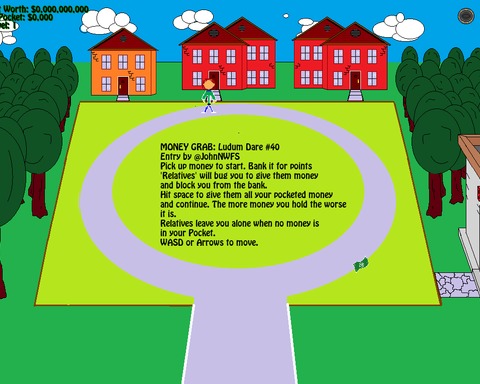 Worth: $0,000,000,000
Pocket: $0,000
el: 1
MONEY GRAB: Ludum Dare #40
Entry by @JohnNWFS
Pick up money to start. Bank it for points
'Relatives' will bug you to give them money
and block you from the bank.
Hit space to give them all your pocketed money
and continue. The more money you hold the worse
it is.
Relatives leave you alone when no money is
in your Pocket.
WASD or Arrows to move.